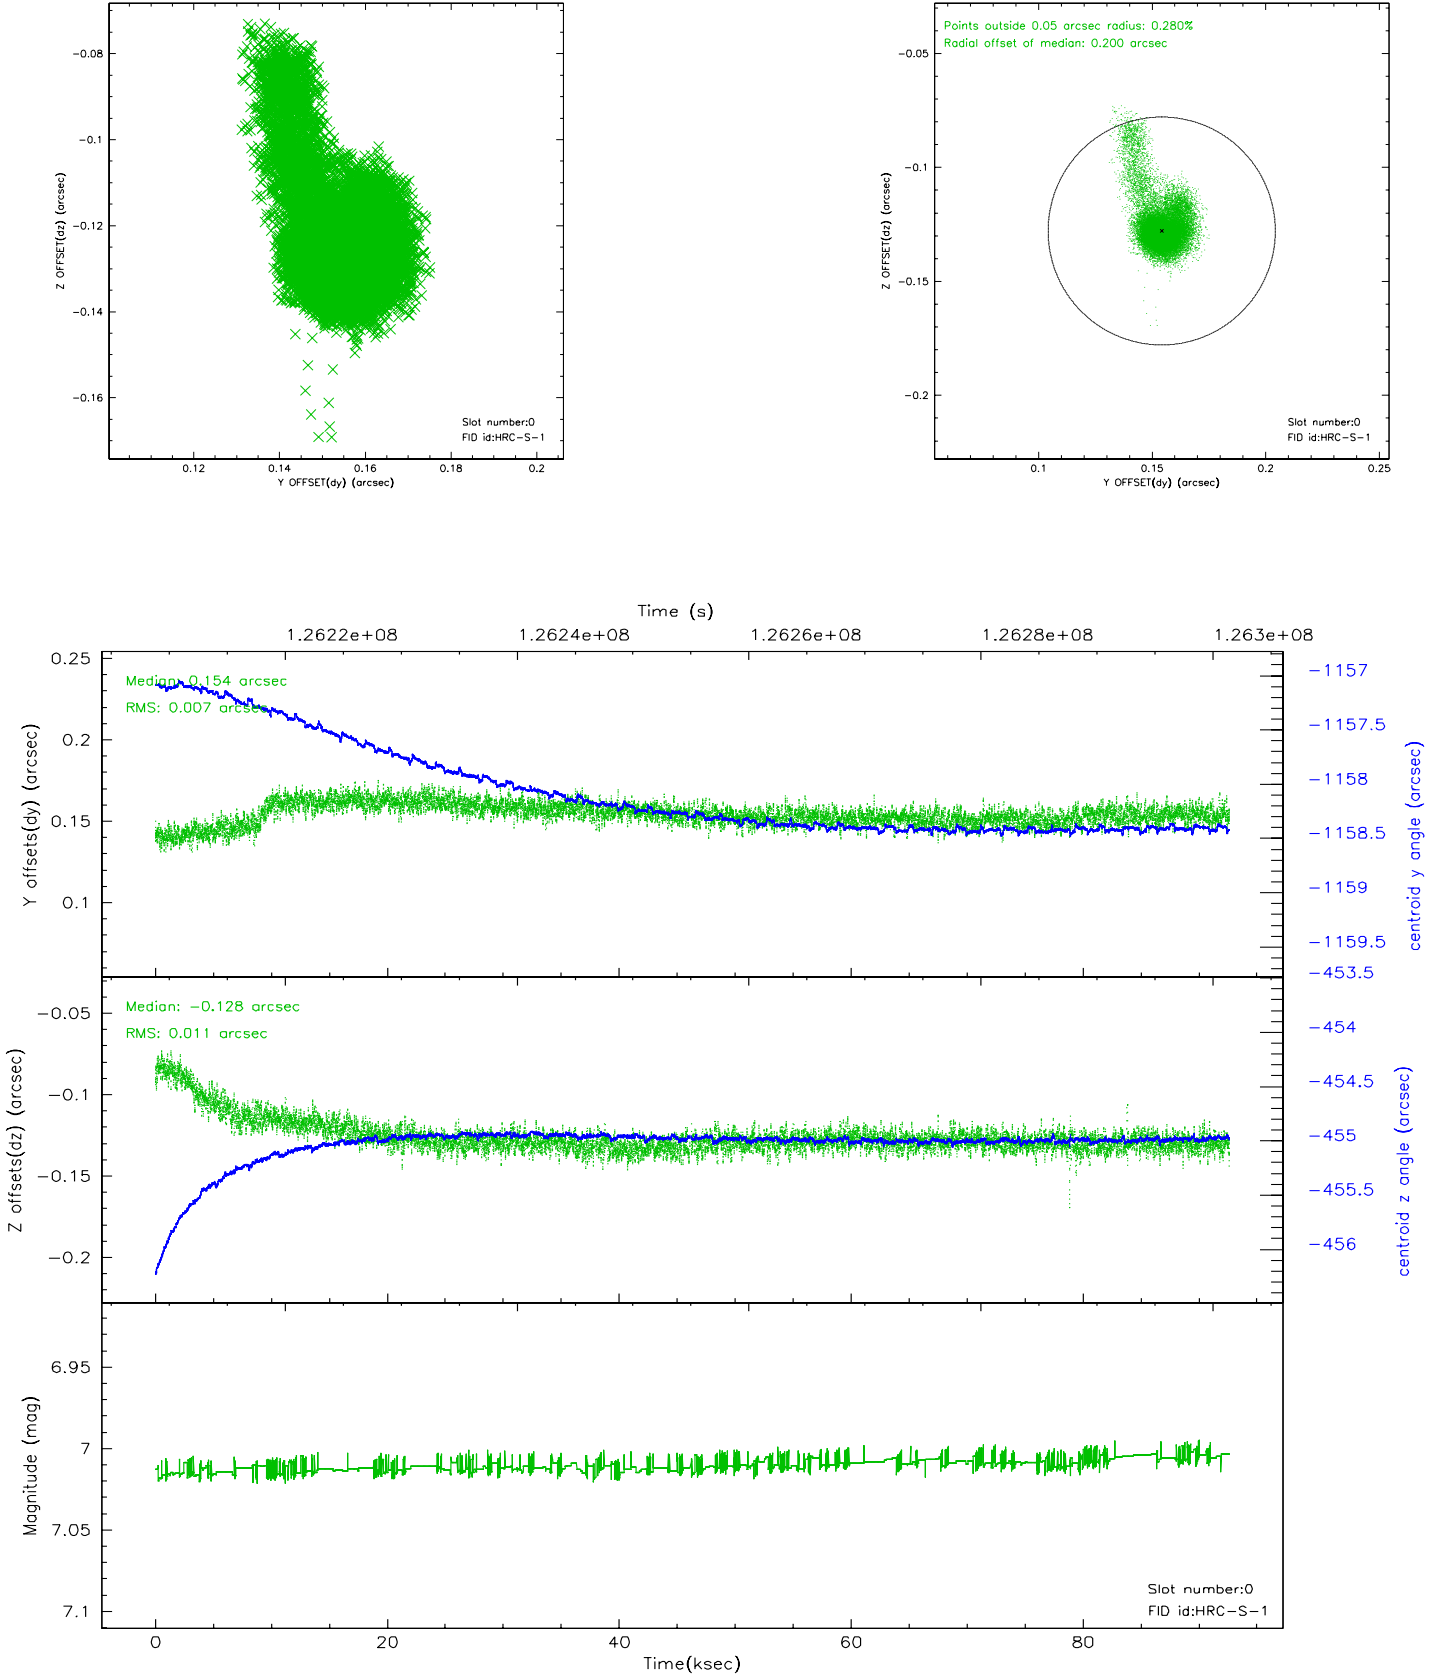 -0.08
-0.1
-0.12
-0.14
-0.16
Z OFFSET(dz) (arcsec)
Slot number:0
FID id:HRC-S-1
0.12
0.14
0.16
0.18
0.2
Y OFFSET(dy) (arcsec)
Points outside 0.05 arcsec radius: 0.280%
Radial offset of median: 0.200 arcsec
-0.05
-0.1
-0.15
-0.2
Z OFFSET(dz) (arcsec)
Slot number:0
FID id:HRC-S-1
0.1
0.15
0.2
0.25
Y OFFSET(dy) (arcsec)
Time (s)
1.2622e+08
1.2624e+08
1.2626e+08
1.2628e+08
1.263e+08
0.25
0.2
0.15
0.1
Y offsets(dy) (arcsec)
Median: 0.154 arcsec
RMS: 0.007 arcsec
-1157
-1157.5
-1158
-1158.5
-1159
-1159.5
centroid y angle (arcsec)
-0.05
-0.1
-0.15
-0.2
Z offsets(dz) (arcsec)
Median: -0.128 arcsec
RMS: 0.011 arcsec
-453.5
-454
-454.5
-455
-455.5
-456
centroid z angle (arcsec)
6.95
7
7.05
7.1
Magnitude (mag)
Slot number:0
FID id:HRC-S-1
0
20
40
60
80
Time(ksec)